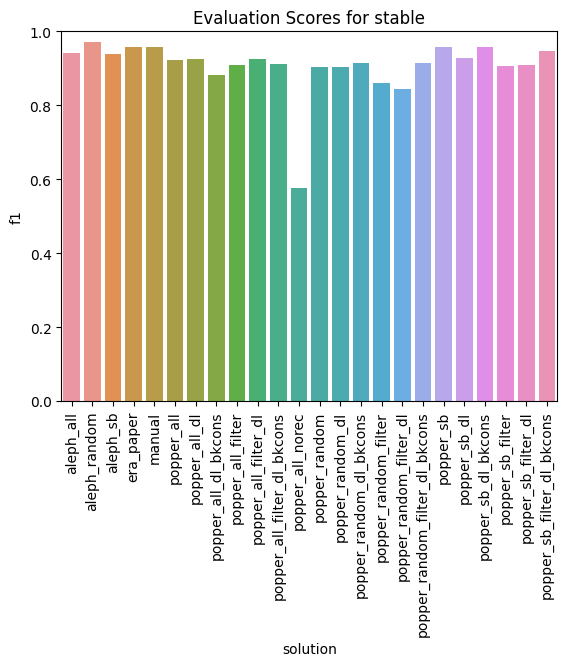 Evaluation Scores for stable
1.0
0.8
0.6
0.4
0.2
0.0
f1
aleph_all
aleph_random
aleph_sb
era_paper
manual
popper_all
popper_all_dl
popper_all_dl_bkcons
popper_all_filter
popper_all_filter_dl
popper_all_filter_dl_bkcons
popper_all_norec
popper_random
popper_random_dl
popper_random_dl_bkcons
popper_random_filter
popper_random_filter_dl
popper_random_filter_dl_bkcons
popper_sb
popper_sb_dl
popper_sb_dl_bkcons
popper_sb_filter
popper_sb_filter_dl
popper_sb_filter_dl_bkcons
solution